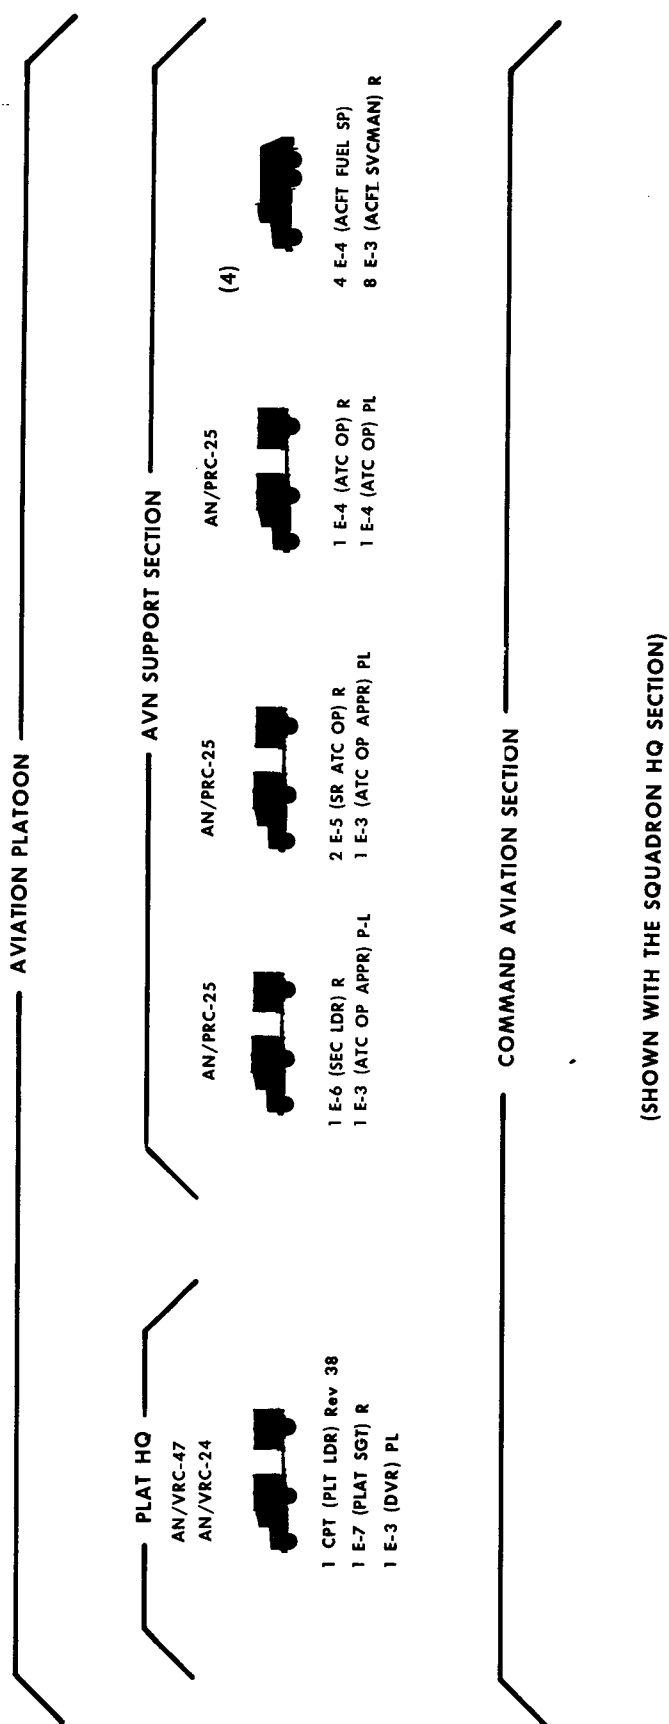 AVIATION PLATOON
PLAT HQ
AN/VRC-47
AN/VRC-24
1 CPT (PLT LDR) Rev 38
1 E-7 (PLAT SGT) R
1 E-3 (DVR) PL
AVN SUPPORT SECTION
AN/PRC-25
1 E-6 (SEC LDR) R
1 E-3 (ATC OP APPR) P-L
AN/PRC-25
2 E-5 (SR ATC OP) R
1 E-3 (ATC OP APPR) PL
AN/PRC-25
1 E-4 (ATC OP) R
1 E-4 (ATC OP) PL
(4)
4 E-4 (ACFT FUEL SP)
8 E-3 (ACFT SVCMAN) R
COMMAND AVIATION SECTION
(SHOWN WITH THE SQUADRON HQ SECTION)